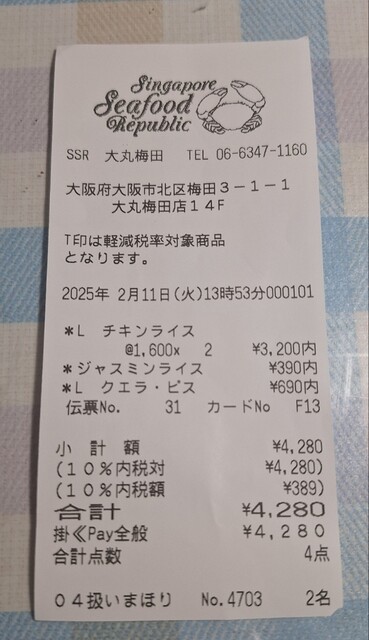 Singapore
Seafood
Republic
SSR 大丸梅田 TEL 06-6347-1160
大阪府大阪市北区梅田3-1-1
大丸梅田店14F
T印は軽減税率対象商品
となります。
2025年 2月11日(火)13時53分000101
*L チキンライス
@1,600x 2 ¥3,200内
*ジャスミンライス ¥390内
*L クエラ・ピス ¥690内
伝票No. 31 カードNo F13
小計額 ¥4,280
(10%内税対 ¥4,280)
(10%内税額 ¥389)
合計 ¥4,280
掛≪Pay全般 ¥4,280
合計点数 4点
04扱いまほり No.4703 2名